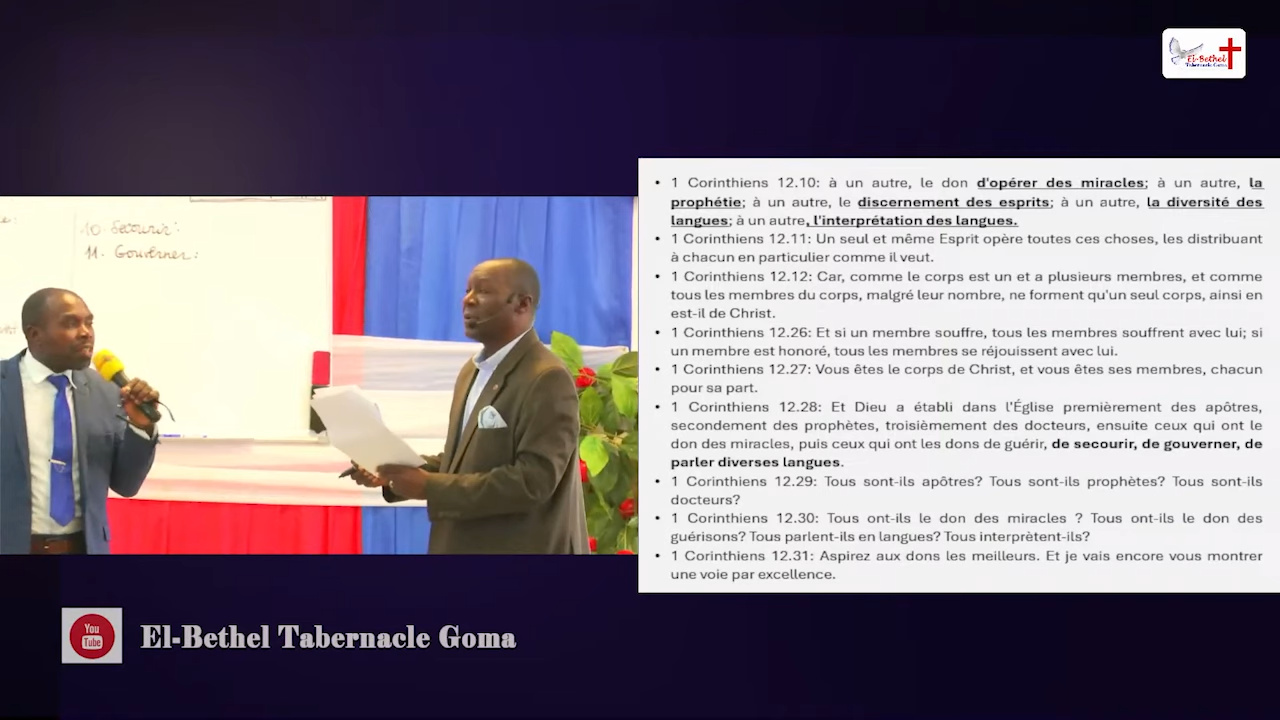 El-Bethel
Tabernacle Goma
10. Secourir:
11. Gouverner:
• 1 Corinthiens 12.10: à un autre, le don d'opérer des miracles; à un autre, la
prophétie; à un autre, le discernement des esprits; à un autre, la diversité des
langues; à un autre, l'interprétation des langues.
• 1 Corinthiens 12.11: Un seul et même Esprit opère toutes ces choses, les distribuant
à chacun en particulier comme il veut.
• 1 Corinthiens 12.12: Car, comme le corps est un et a plusieurs membres, et comme
tous les membres du corps, malgré leur nombre, ne forment qu'un seul corps, ainsi en
est-il de Christ.
• 1 Corinthiens 12.26: Et si un membre souffre, tous les membres souffrent avec lui; si
un membre est honoré, tous les membres se réjouissent avec lui.
• 1 Corinthiens 12.27: Vous êtes le corps de Christ, et vous êtes ses membres, chacun
pour sa part.
• 1 Corinthiens 12.28: Et Dieu a établi dans l'Église premièrement des apôtres,
secondement des prophètes, troisièmement des docteurs, ensuite ceux qui ont le
don des miracles, puis ceux qui ont les dons de guérir, de secourir, de gouverner, de
parler diverses langues.
• 1 Corinthiens 12.29: Tous sont-ils apôtres? Tous sont-ils prophètes? Tous sont-ils
docteurs?
• 1 Corinthiens 12.30: Tous ont-ils le don des miracles ? Tous ont-ils le don des
guérisons? Tous parlent-ils en langues? Tous interprètent-ils?
• 1 Corinthiens 12.31: Aspirez aux dons les meilleurs. Et je vais encore vous montrer
une voie par excellence.
You
Tube
El-Bethel Tabernacle Goma